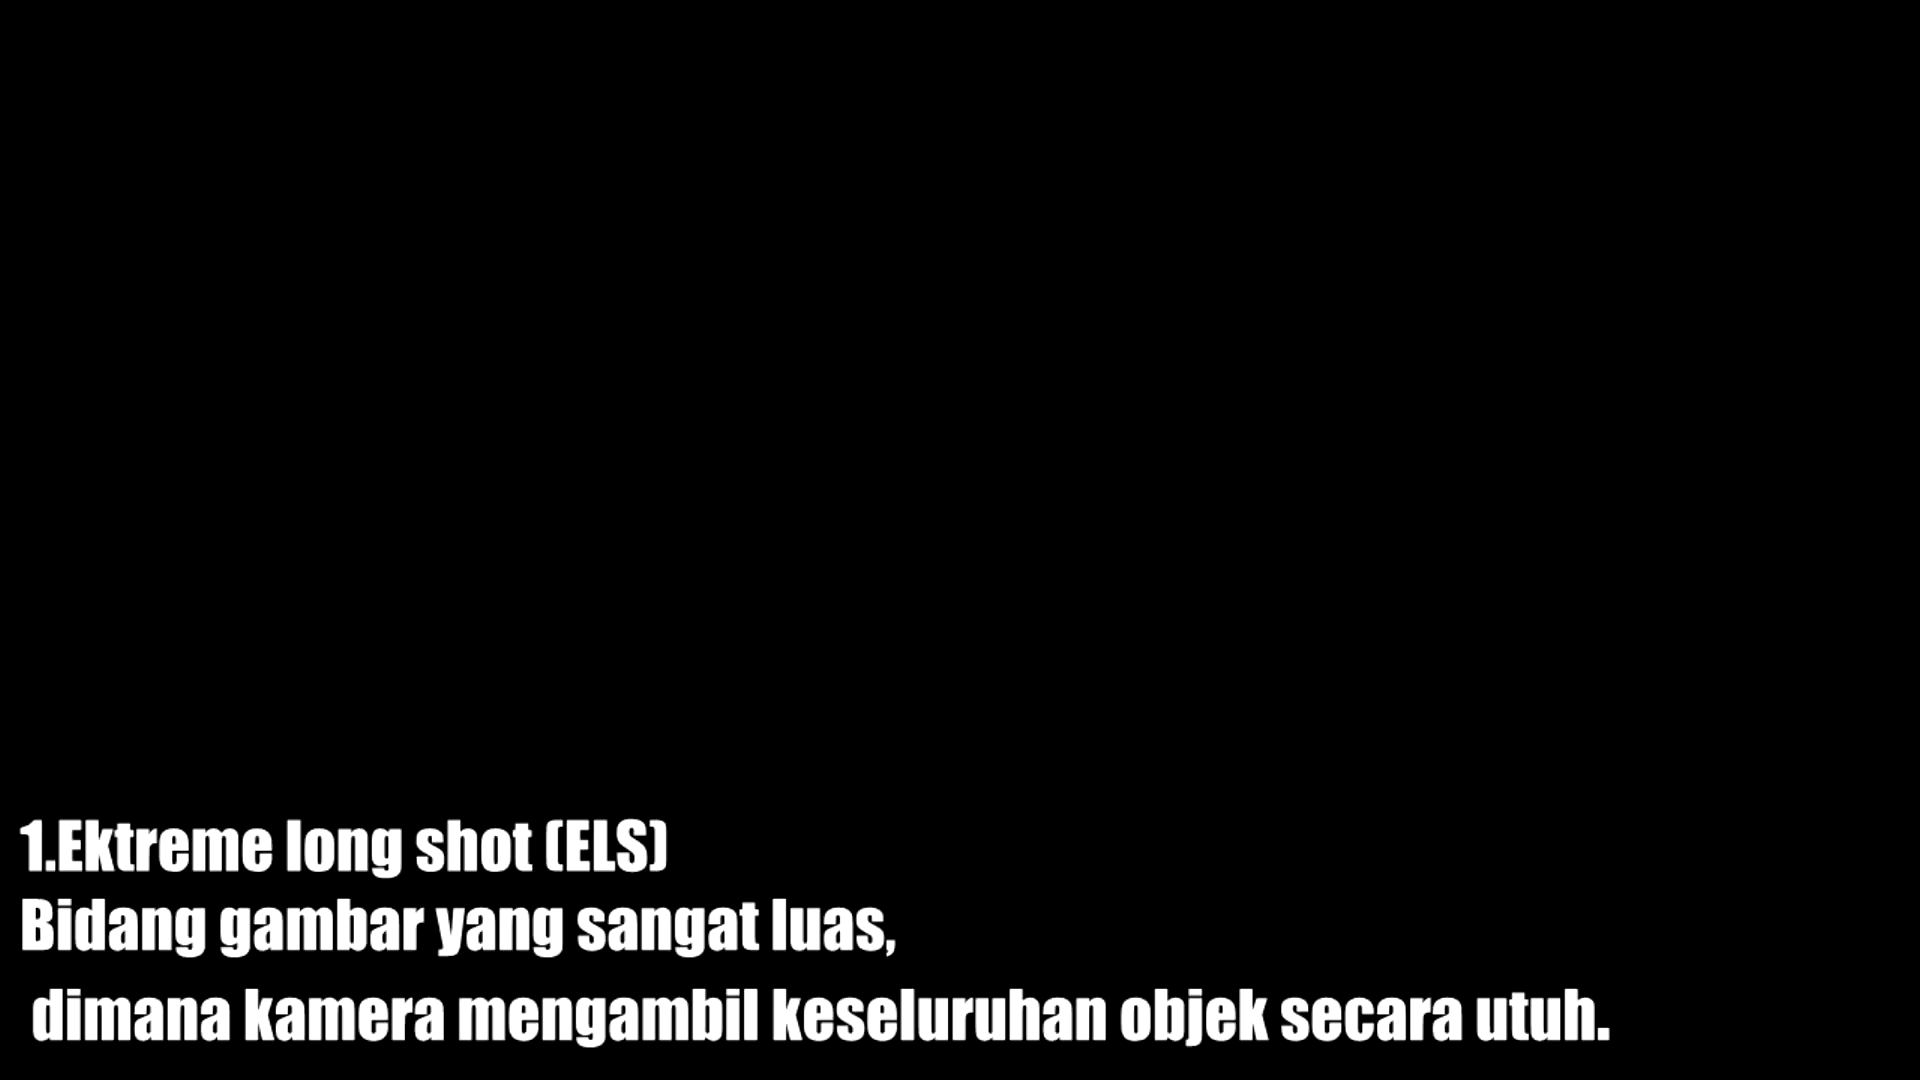 1.Ektreme long shot (ELS)
Bidang gambar yang sangat luas,
dimana kamera mengambil keseluruhan objek secara utuh.